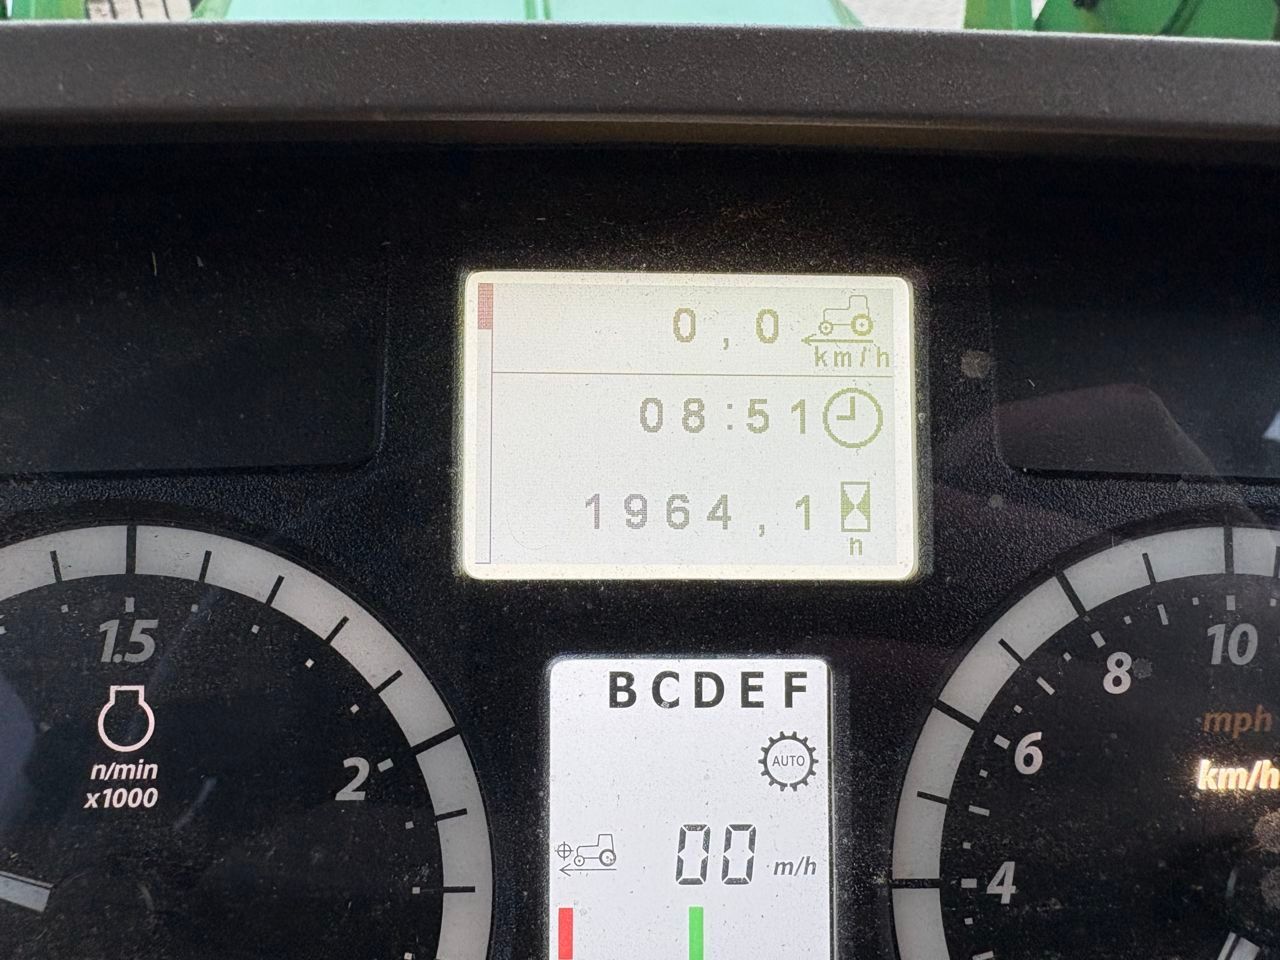 0,0
km/h
08:51
1964,1
h
1.5
n/min
x1000
2
BCDEF
AUTO
00 m/h
10
8
6
4
mph
km/h